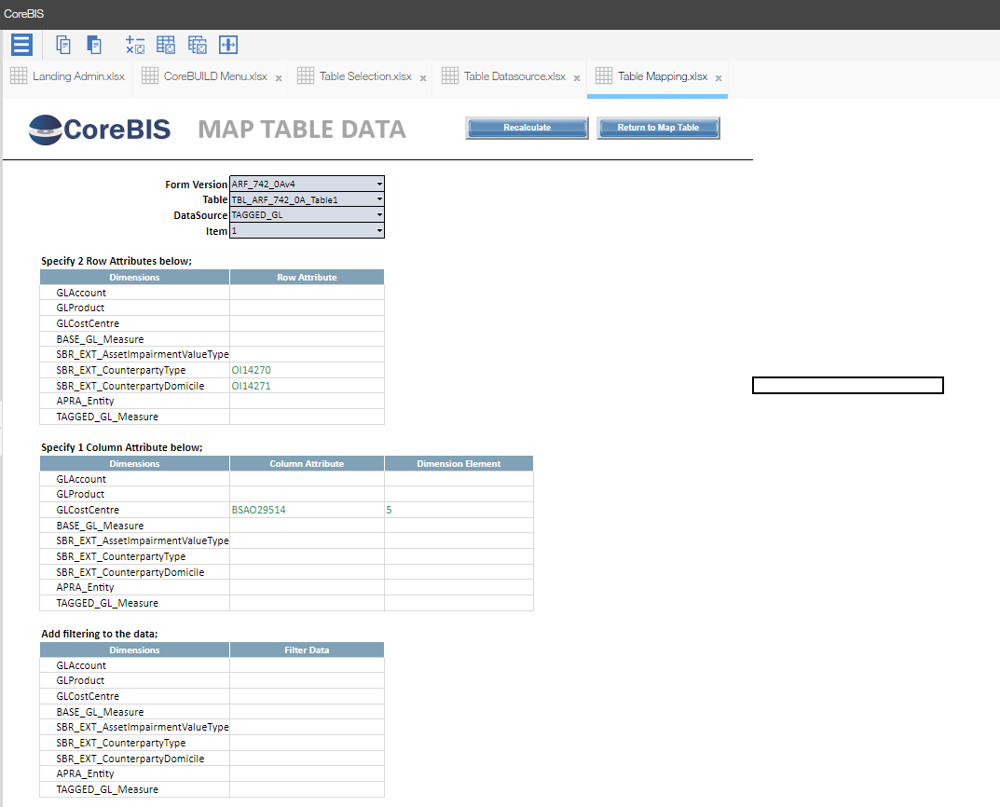 CoreBIS
Landing Admin.xlsx CoreBUILD Menu.xlsx x Table Selection.xlsx x Table Datasource.xlsx x Table Mapping.xlsx x
CoreBIS MAP TABLE DATA Recalculate Return to Map Table
Form Version ARF_742_0Av4
Table TBL_ARF_742_0A_Table1
DataSource TAGGED_GL
Item 1
Specify 2 Row Attributes below;
Dimensions Row Attribute
GLAccount
GLProduct
GLCostCentre
BASE_GL_Measure
SBR_EXT_AssetImpairmentValueType
SBR_EXT_CounterpartyType OI14270
SBR_EXT_CounterpartyDomicile OI14271
APRA_Entity
TAGGED_GL_Measure
Specify 1 Column Attribute below;
Dimensions Column Attribute Dimension Element
GLAccount
GLProduct
GLCostCentre BSAO29514 5
BASE_GL_Measure
SBR_EXT_AssetImpairmentValueType
SBR_EXT_CounterpartyType
SBR_EXT_CounterpartyDomicile
APRA_Entity
TAGGED_GL_Measure
Add filtering to the data;
Dimensions Filter Data
GLAccount
GLProduct
GLCostCentre
BASE_GL_Measure
SBR_EXT_AssetImpairmentValueType
SBR_EXT_CounterpartyType
SBR_EXT_CounterpartyDomicile
APRA_Entity
TAGGED_GL_Measure